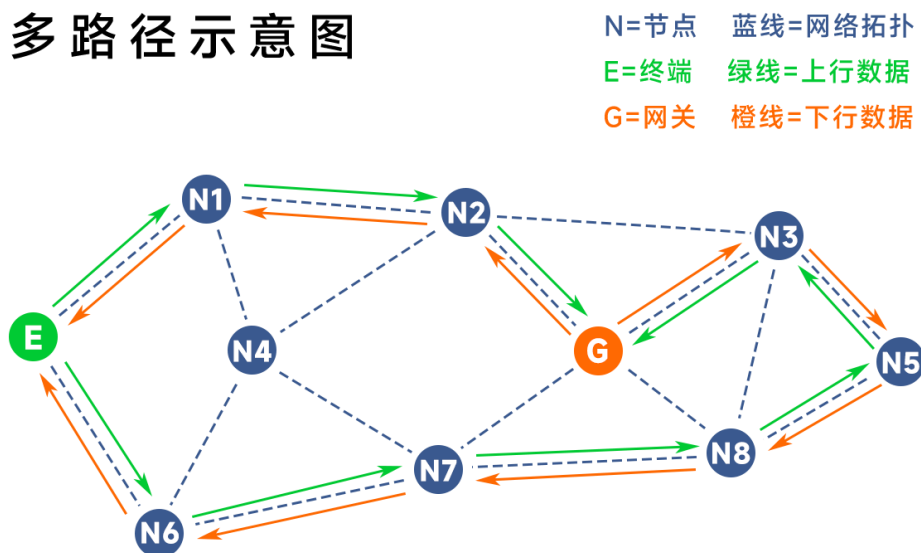 多路径示意图
N=节点 蓝线=网络拓扑
E=终端 绿线=上行数据
G=网关 橙线=下行数据
N1
N2
N3
E
N4
G
N5
N7
N8
N6